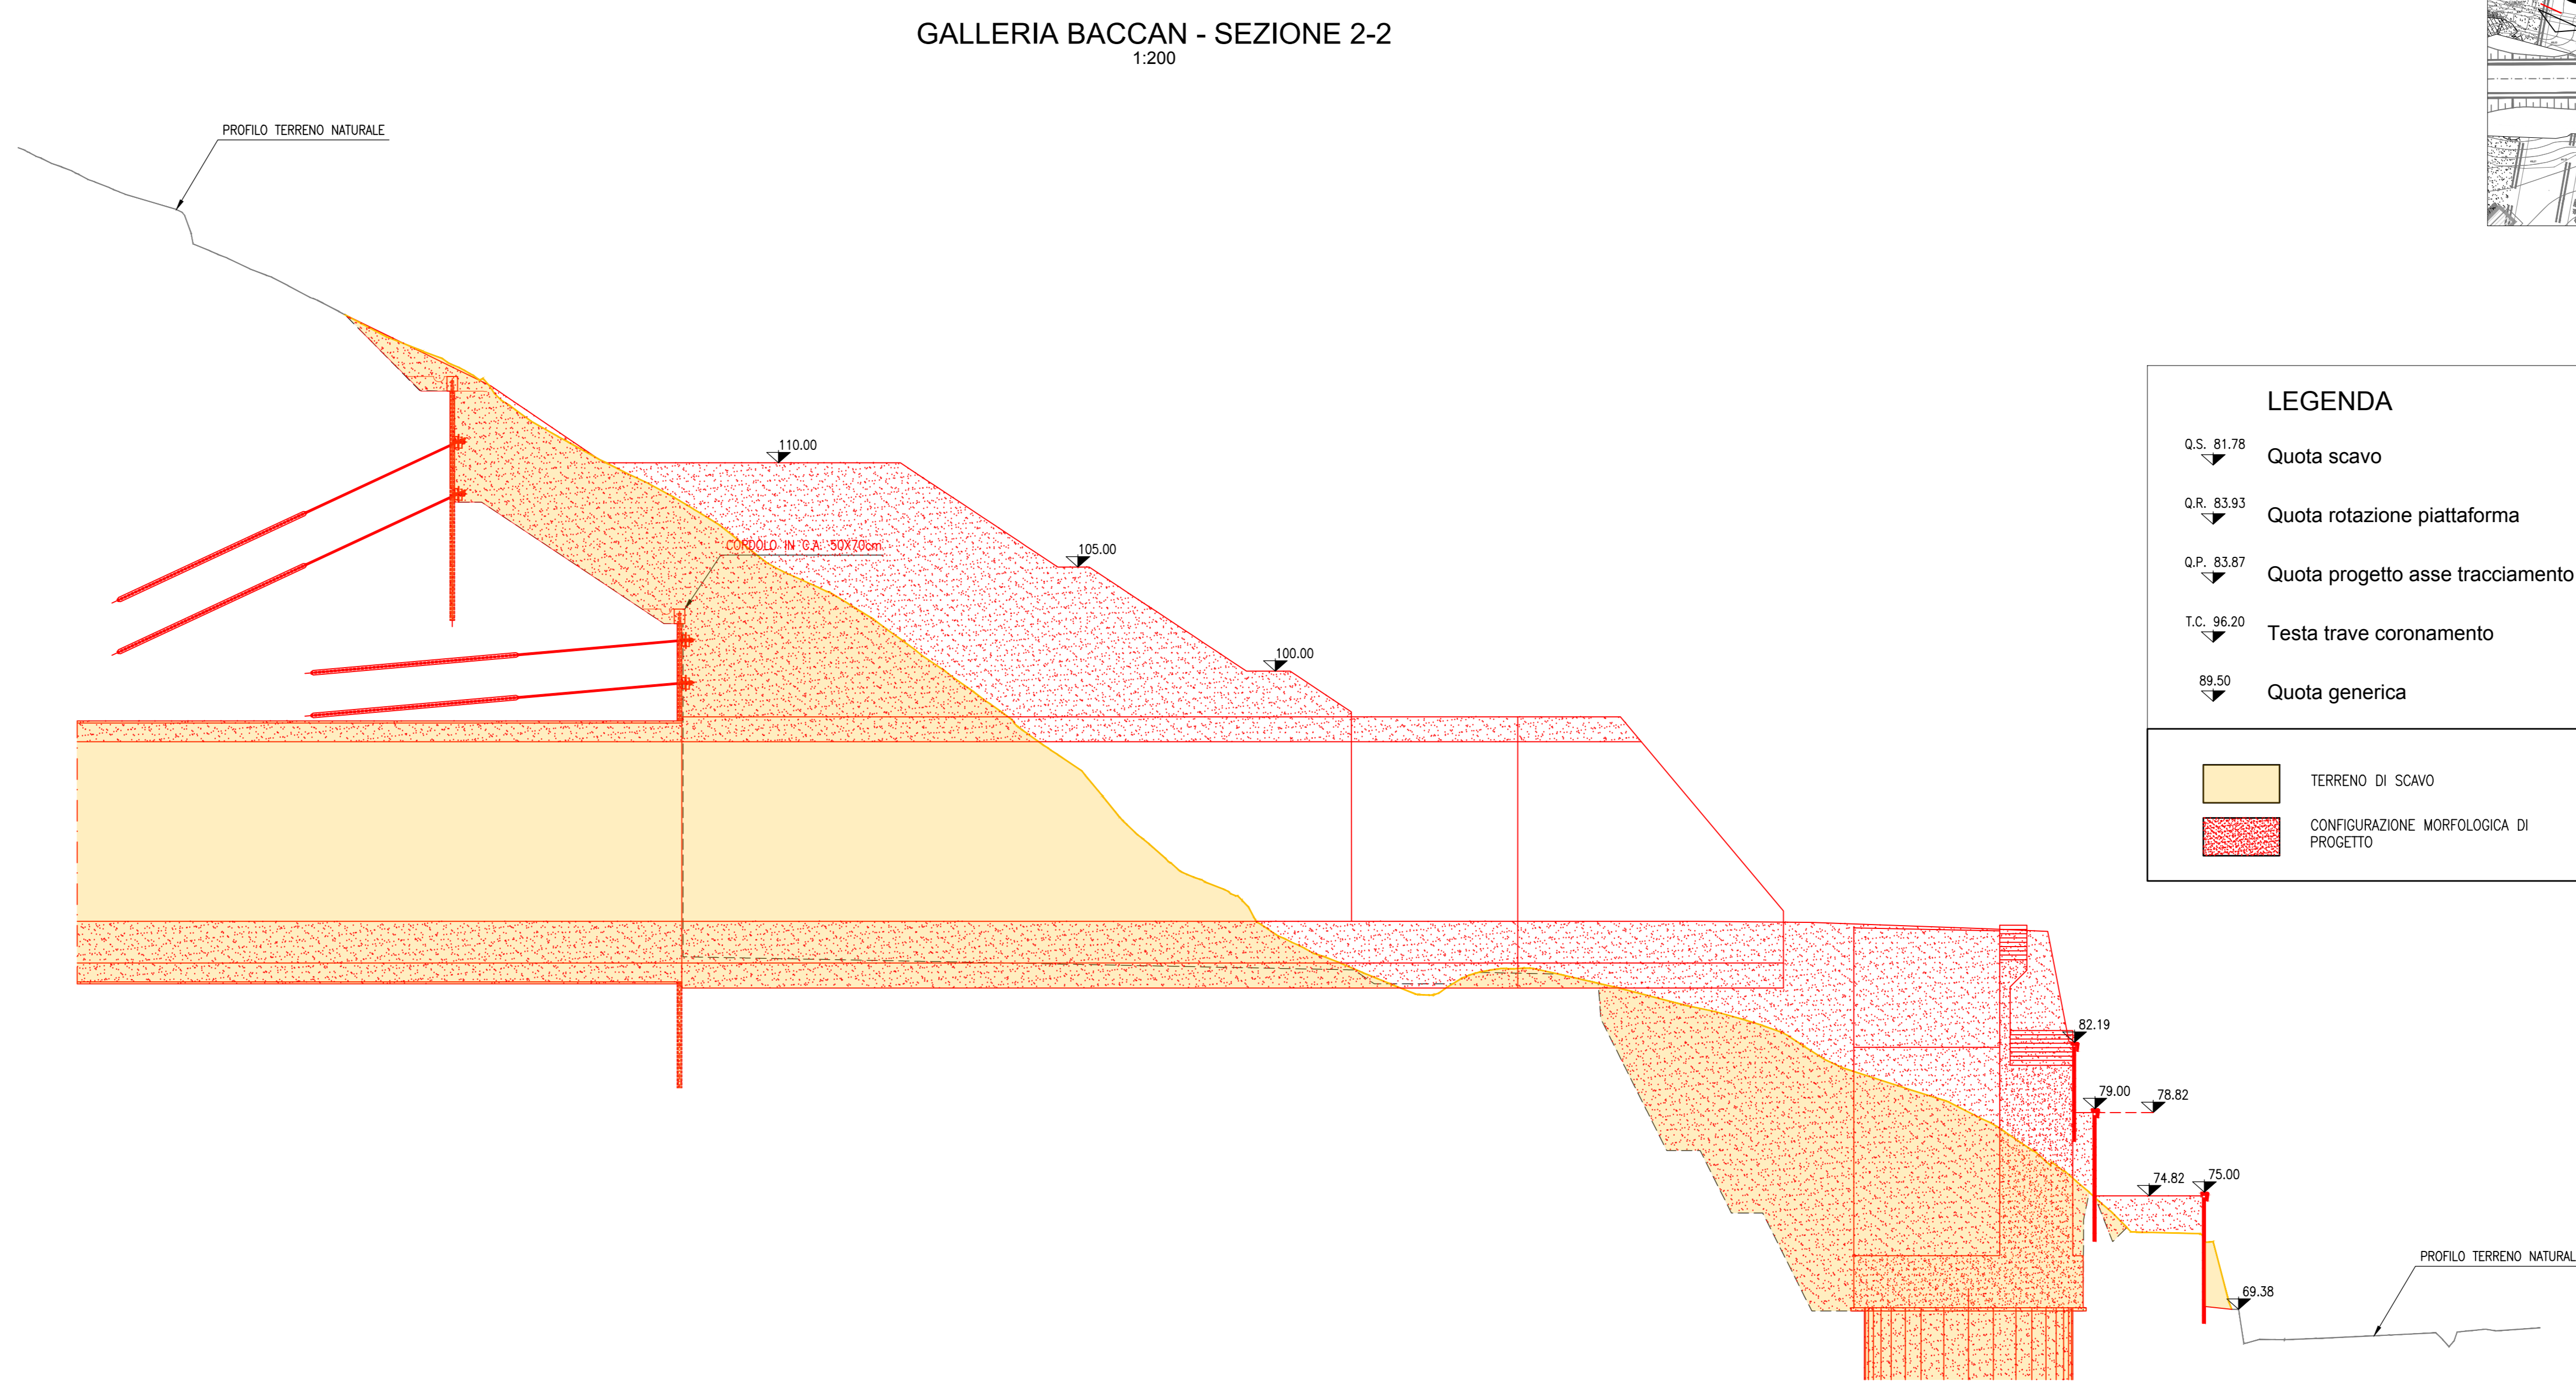 GALLERIA BACCAN - SEZIONE 2-2
1:200
PROFILO TERRENO NATURALE
110.00
CORDOLO IN C.A. 50X70cm
105.00
100.00
82.19
79.00
78.82
74.82
75.00
69.38
PROFILO TERRENO NATURAL
LEGENDA
Q.S. 81.78
Quota scavo
Q.R. 83.93
Quota rotazione piattaforma
Q.P. 83.87
Quota progetto asse tracciamento
T.C. 96.20
Testa trave coronamento
89.50
Quota generica
TERRENO DI SCAVO
CONFIGURAZIONE MORFOLOGICA DI
PROGETTO